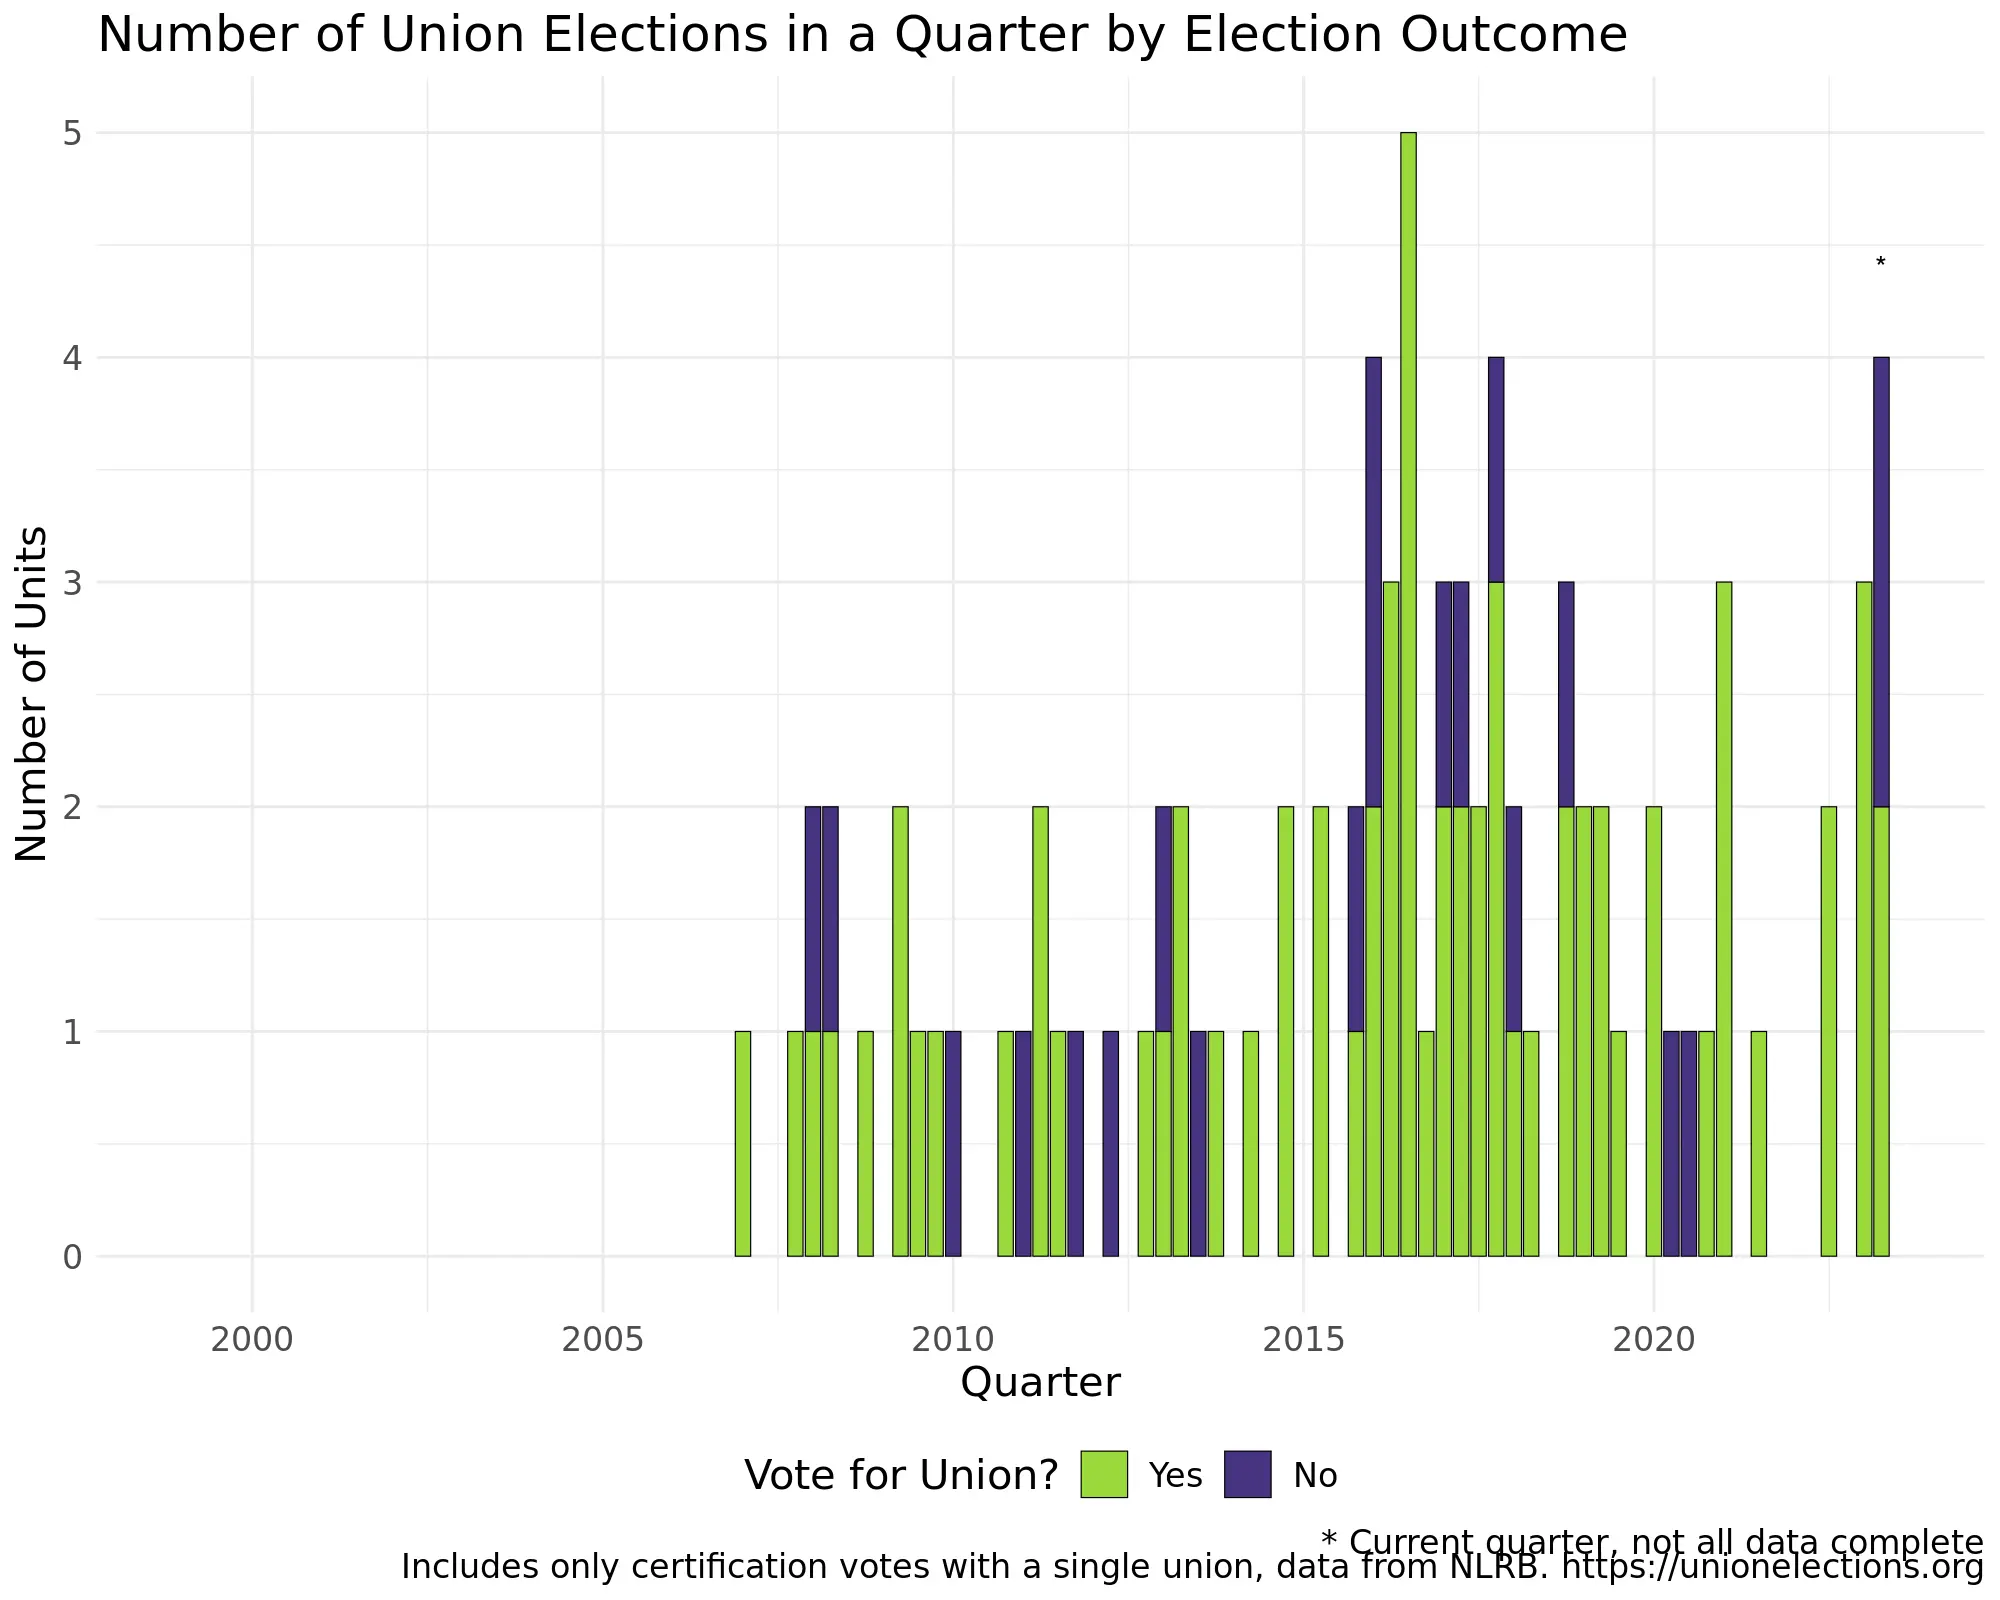 Number of Union Elections in a Quarter by Election Outcome
5
*
4
3
2
1
0
Number of Units
2000 2005 2010 2015 2020
Quarter
Vote for Union? Yes No
* Current quarter, not all data complete
Includes only certification votes with a single union, data from NLRB. https://unionelections.org